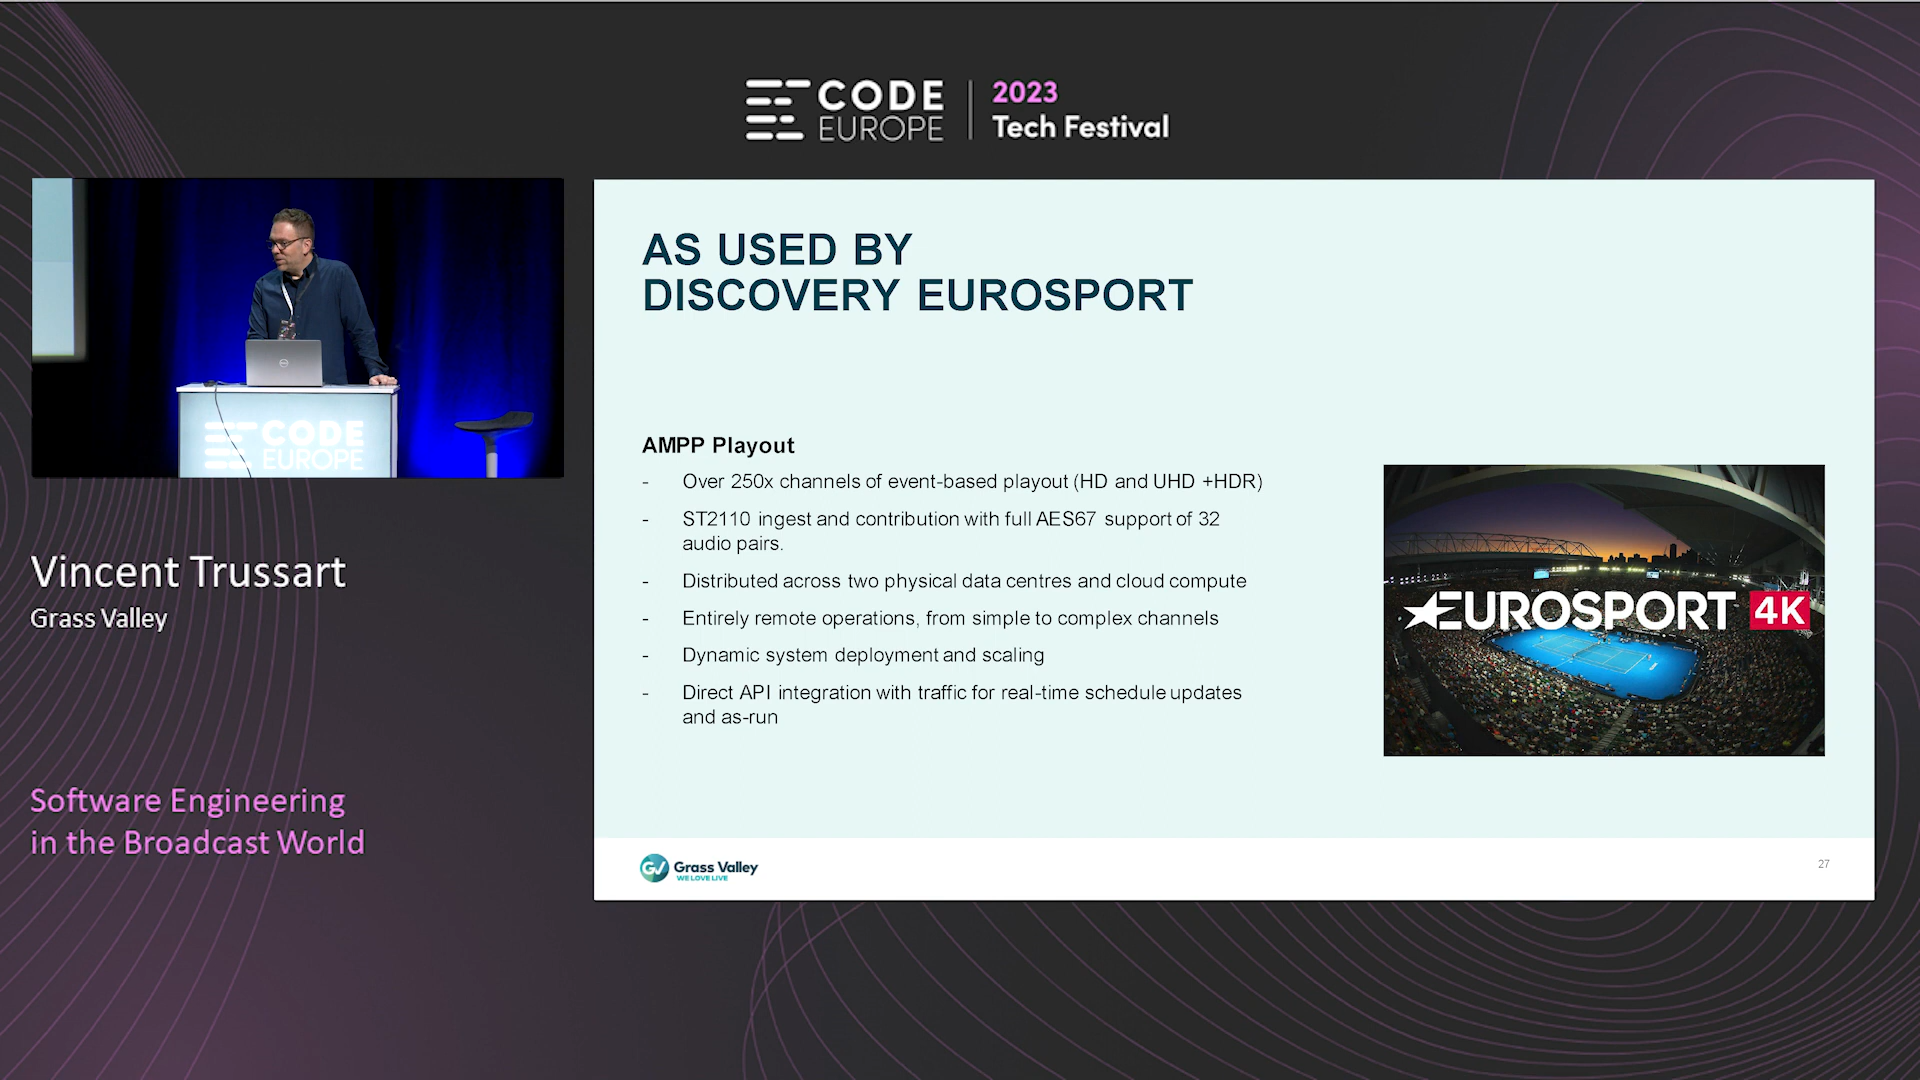 CODE
EUROPE
2023
Tech Festival
CODE
EUROPE
Vincent Trussart
Grass Valley
Software Engineering
in the Broadcast World
AS USED BY
DISCOVERY EUROSPORT
AMPP Playout
- Over 250x channels of event-based playout (HD and UHD +HDR)
- ST2110 ingest and contribution with full AES67 support of 32
audio pairs.
- Distributed across two physical data centres and cloud compute
- Entirely remote operations, from simple to complex channels
- Dynamic system deployment and scaling
- Direct API integration with traffic for real-time schedule updates
and as-run
EUROSPORT 4K
GV Grass Valley
WE LOVE LIVE
27